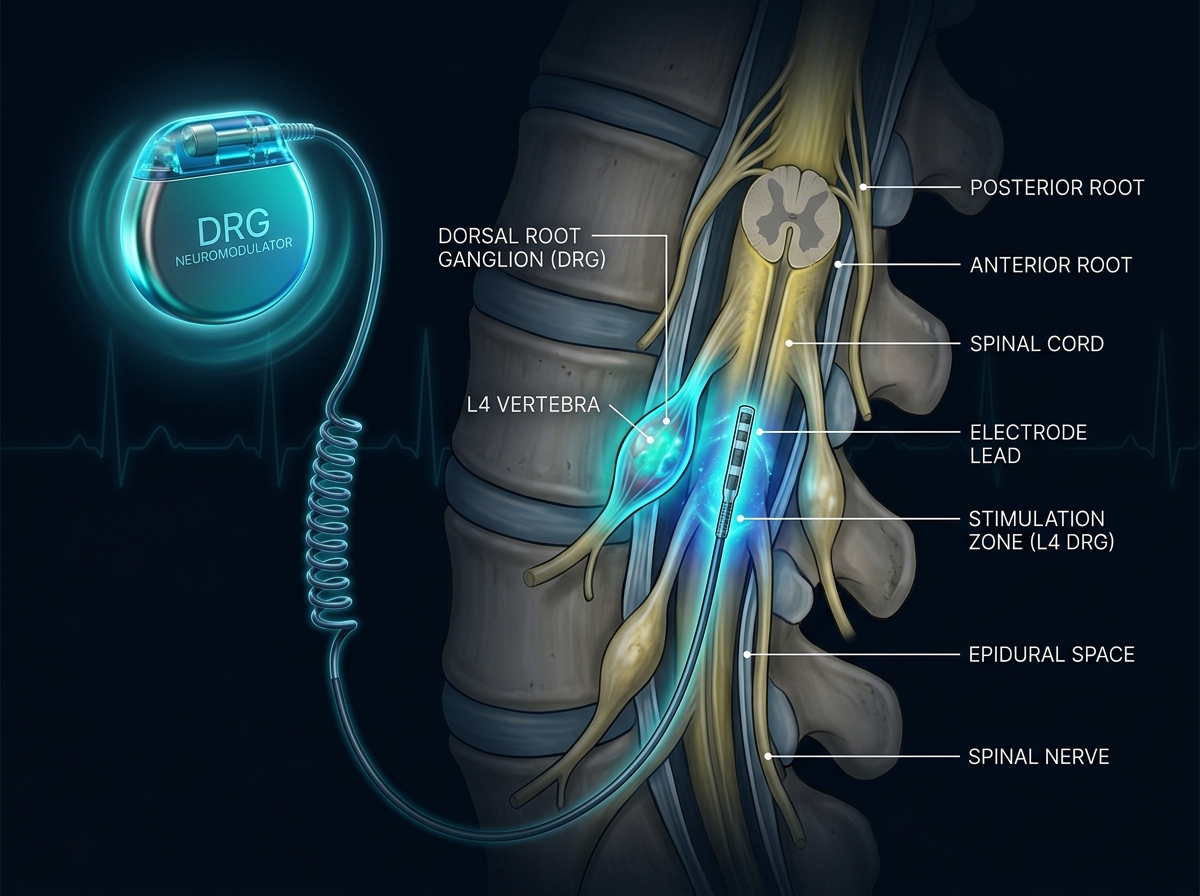 DRG
NEUROMODULATOR
DORSAL ROOT
GANGLION (DRG)
L4 VERTEBRA
POSTERIOR ROOT
ANTERIOR ROOT
SPINAL CORD
ELECTRODE
LEAD
STIMULATION
ZONE (L4 DRG)
EPIDURAL SPACE
SPINAL NERVE